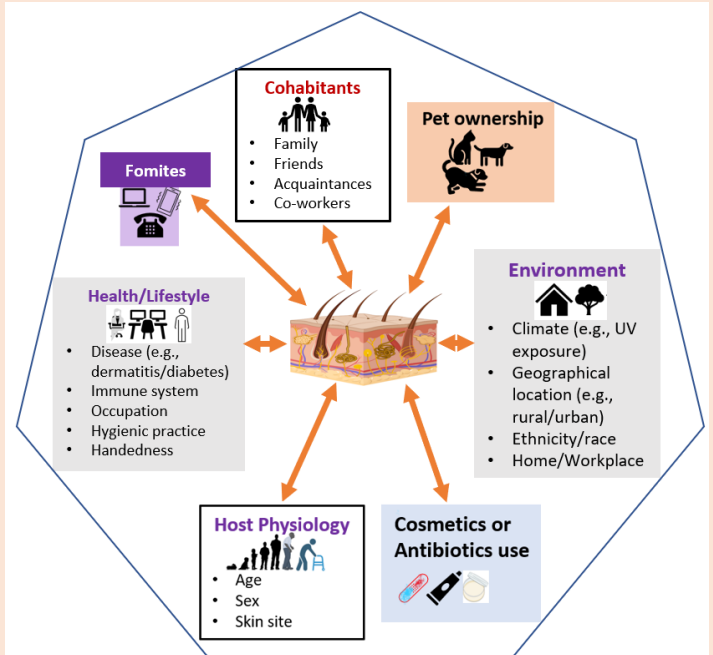 Cohabitants
• Family
• Friends
• Acquaintances
• Co-workers
Pet ownership
Fomites
Health/Lifestyle
• Disease (e.g.,
dermatitis/diabetes)
• Immune system
• Occupation
• Hygienic practice
• Handedness
Environment
• Climate (e.g., UV
exposure)
• Geographical
location (e.g.,
rural/urban)
• Ethnicity/race
• Home/Workplace
Host Physiology
• Age
• Sex
• Skin site
Cosmetics or
Antibiotics use